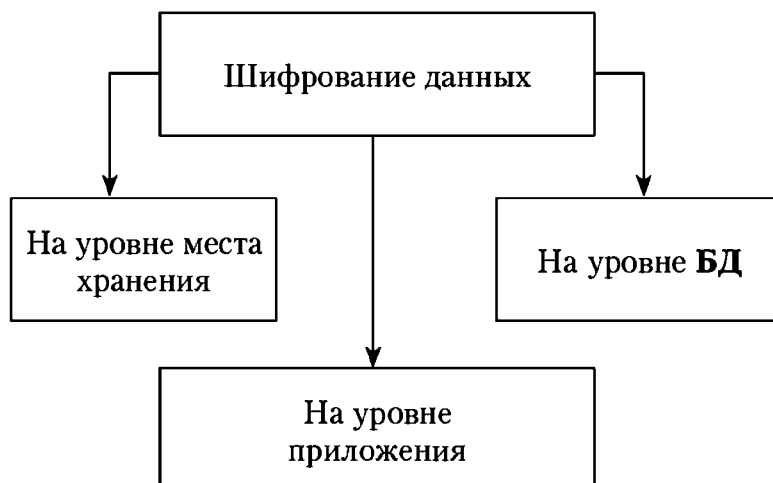 Шифрование данных
На уровне места
хранения
На уровне БД
На уровне
приложения